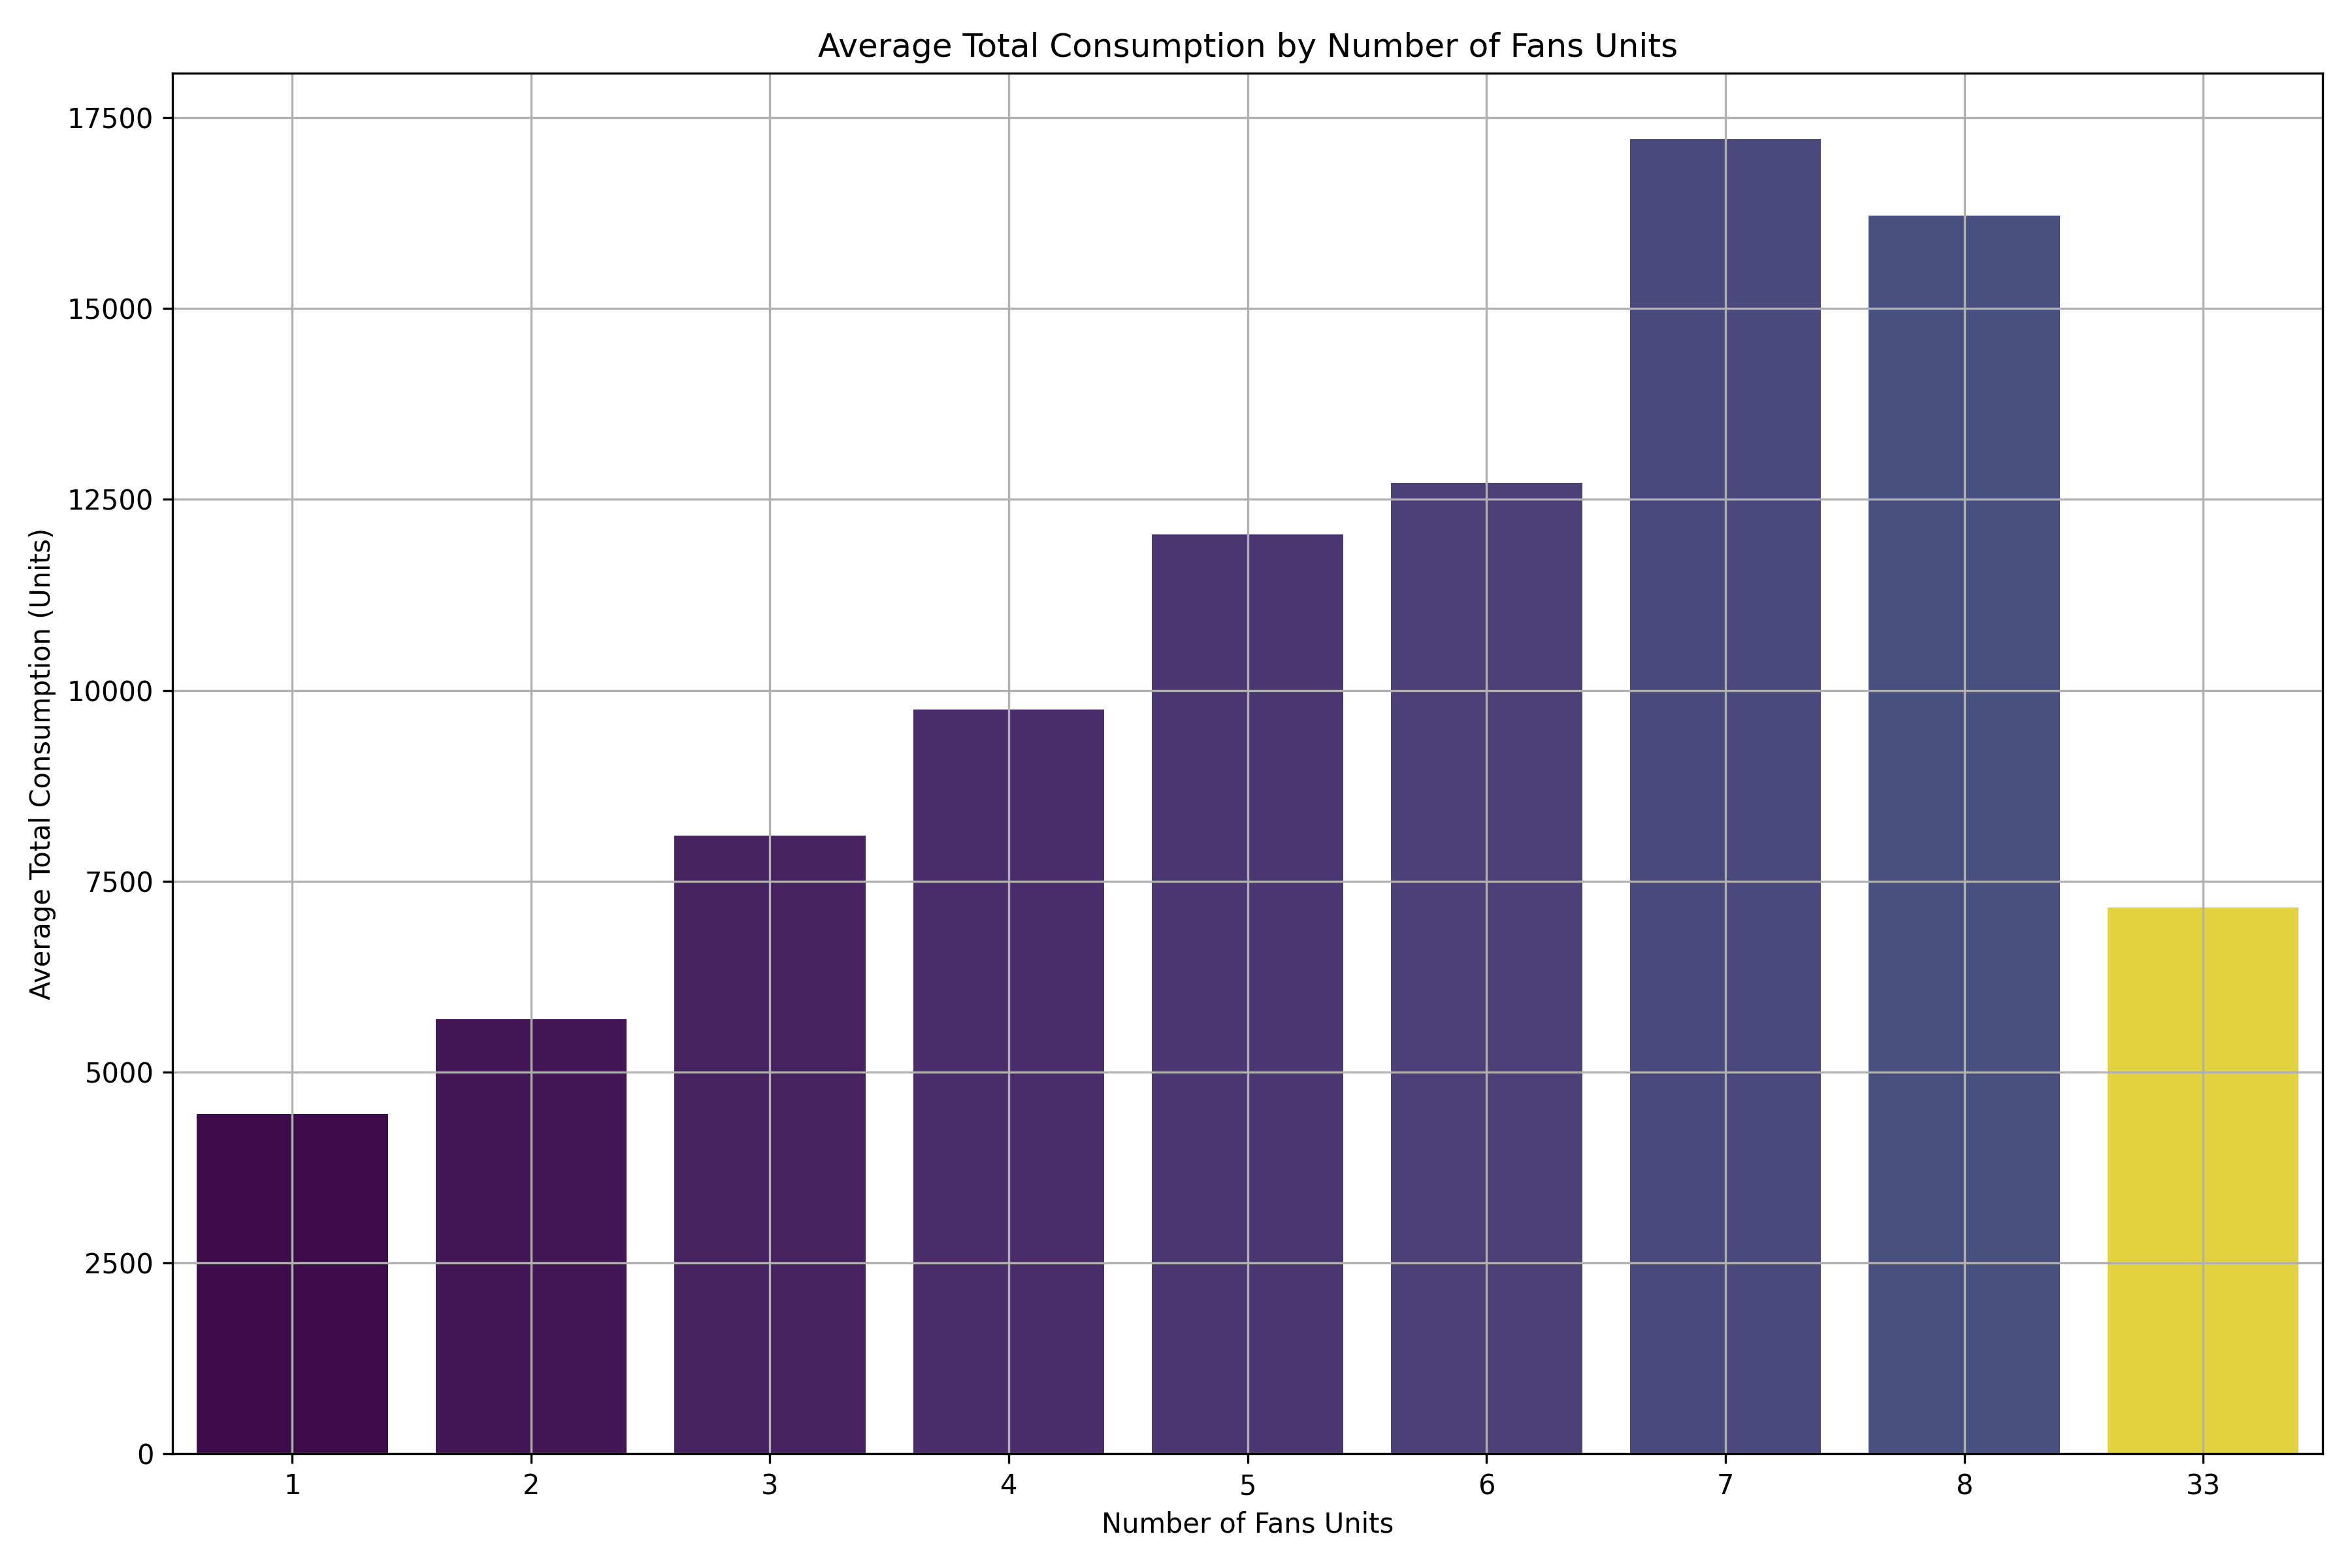 Average Total Consumption by Number of Fans Units
Average Total Consumption (Units)
17500
15000
12500
10000
7500
5000
2500
0
1 2 3 4 5 6 7 8 33
Number of Fans Units